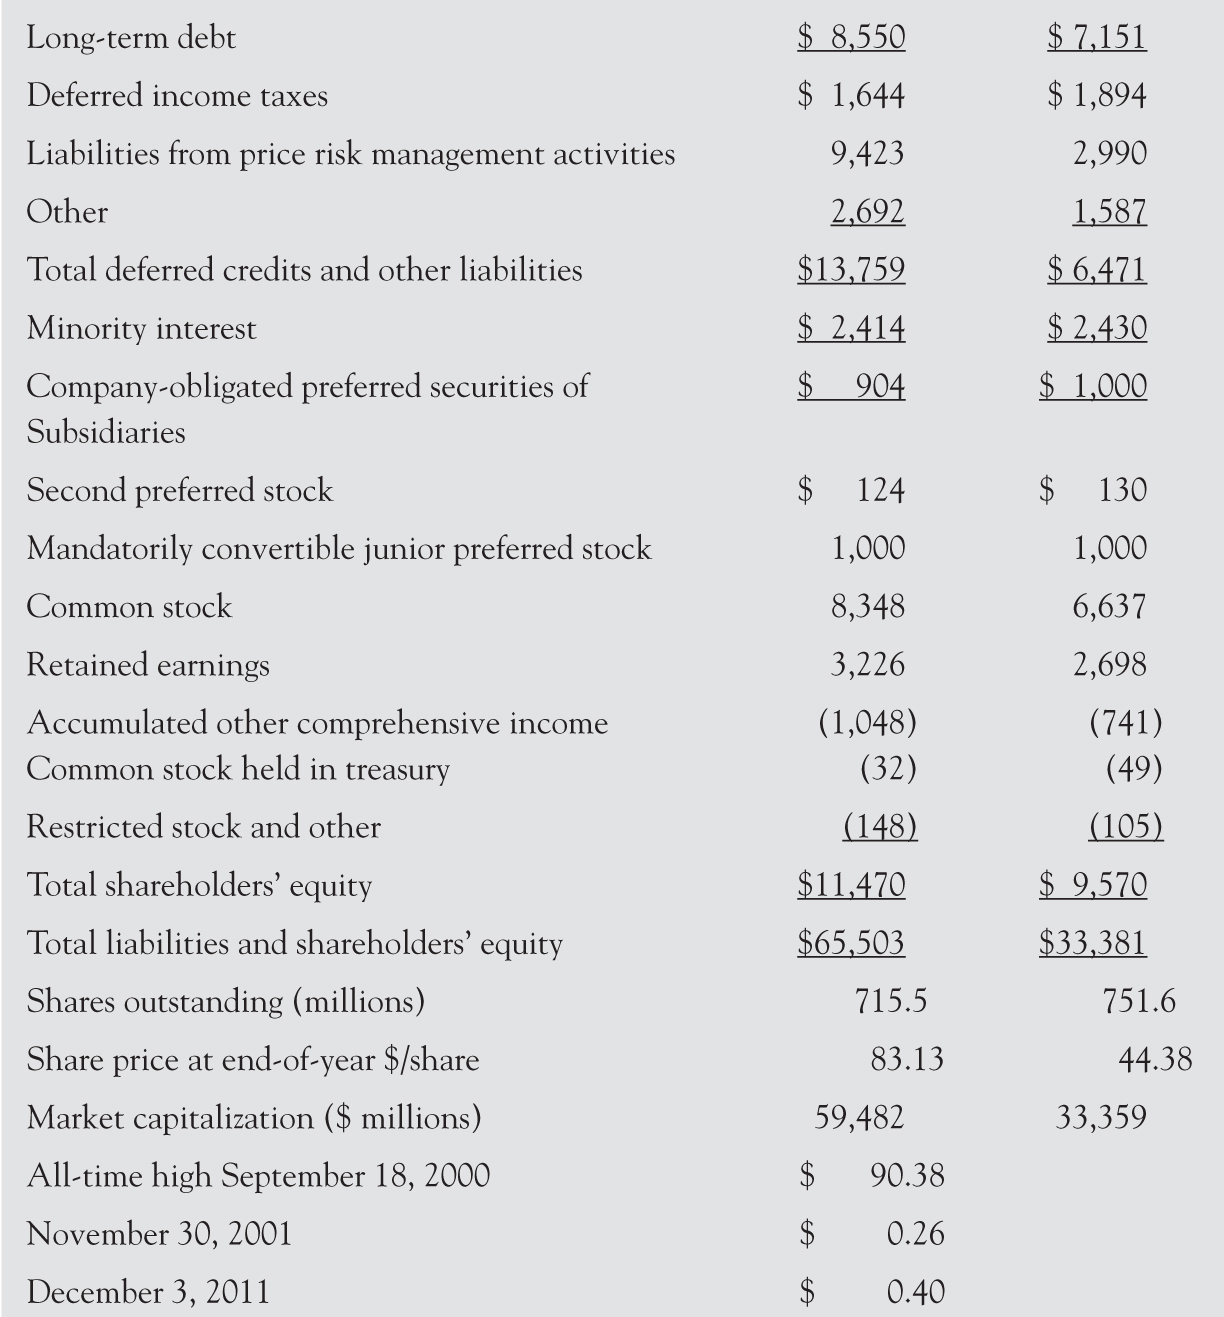 Long-term debt $ 8,550 $ 7,151
Deferred income taxes $ 1,644 $ 1,894
Liabilities from price risk management activities 9,423 2,990
Other 2,692 1,587
Total deferred credits and other liabilities $13,759 $ 6,471
Minority interest $ 2,414 $ 2,430
Company-obligated preferred securities of $ 904 $ 1,000
Subsidiaries
Second preferred stock $ 124 $ 130
Mandatorily convertible junior preferred stock 1,000 1,000
Common stock 8,348 6,637
Retained earnings 3,226 2,698
Accumulated other comprehensive income (1,048) (741)
Common stock held in treasury (32) (49)
Restricted stock and other (148) (105)
Total shareholders’ equity $11,470 $ 9,570
Total liabilities and shareholders’ equity $65,503 $33,381
Shares outstanding (millions) 715.5 751.6
Share price at end-of-year $/share 83.13 44.38
Market capitalization ($ millions) 59,482 33,359
All-time high September 18, 2000 $ 90.38
November 30, 2001 $ 0.26
December 3, 2011 $ 0.40